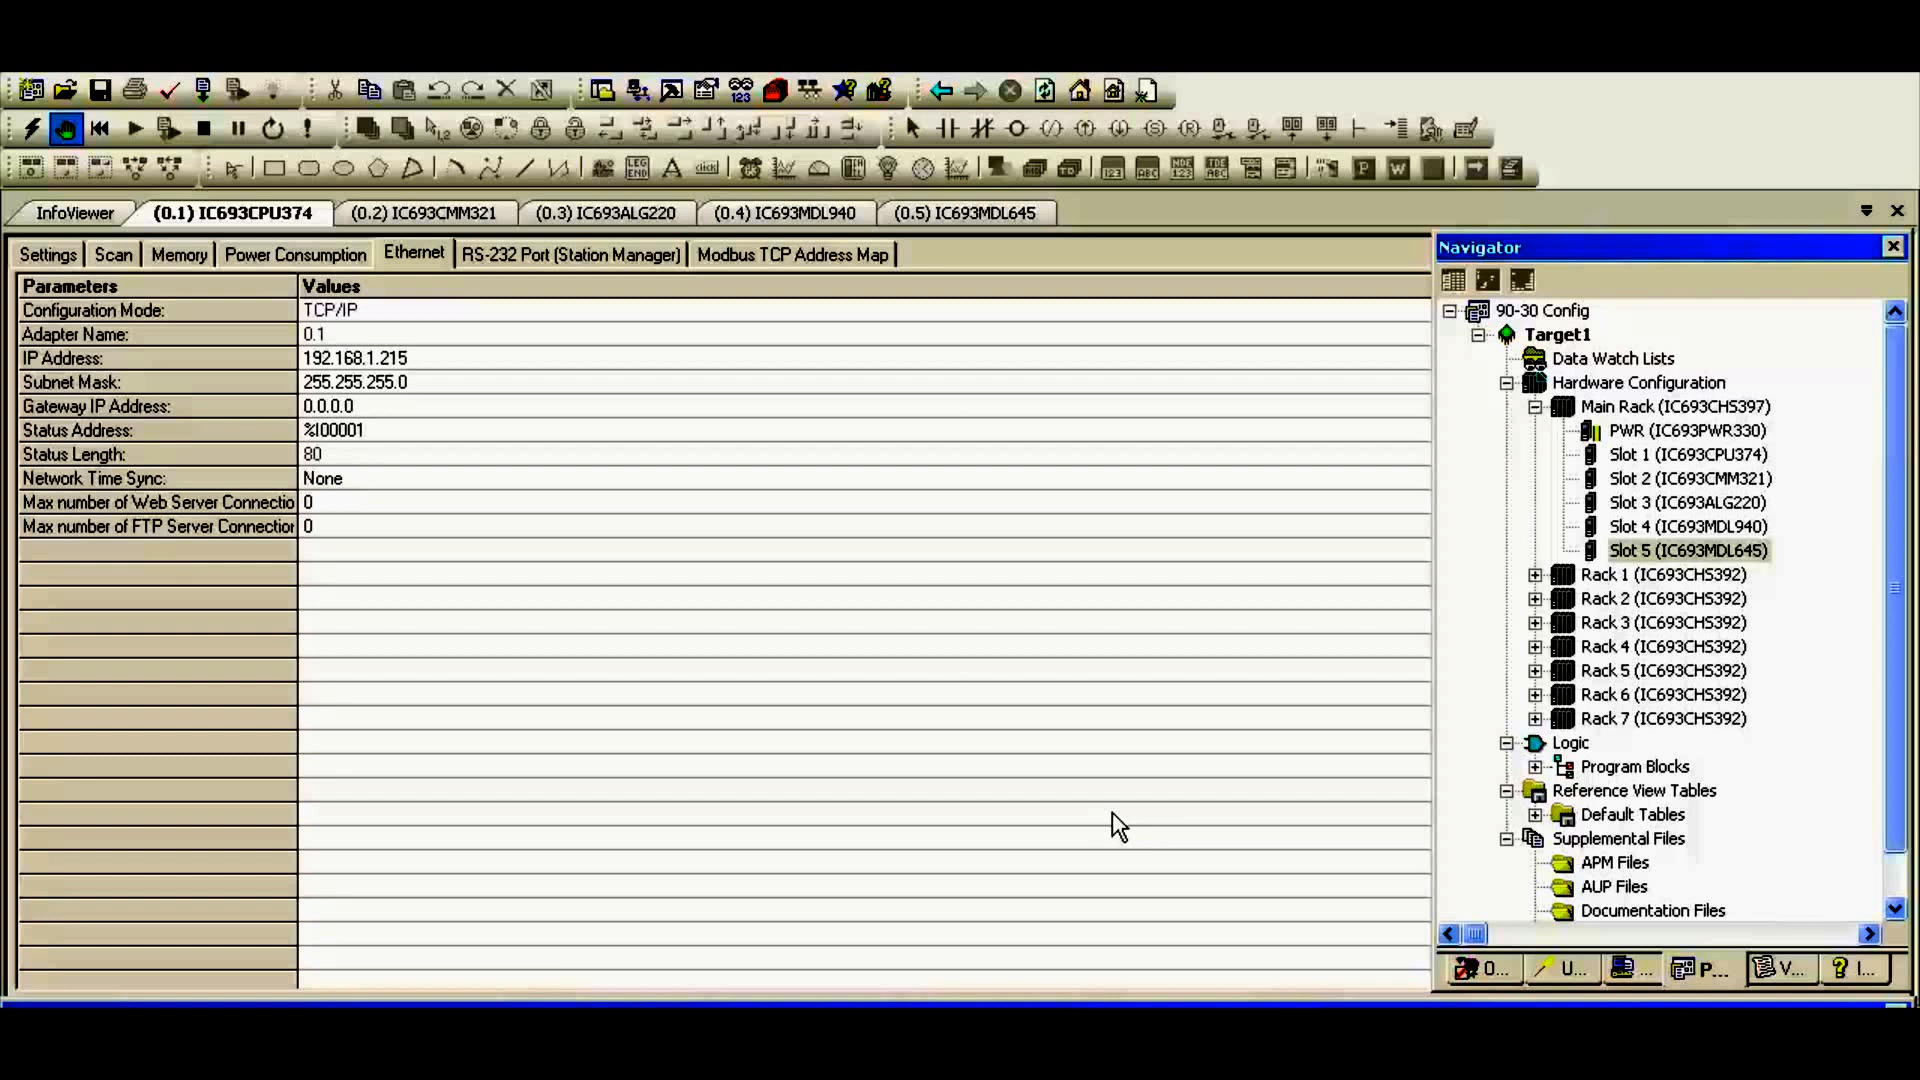 InfoViewer (0.1) IC693CPU374 (0.2) IC693CMM321 (0.3) IC693ALG220 (0.4) IC693MDL940 (0.5) IC693MDL645
Settings Scan Memory Power Consumption Ethernet RS-232 Port (Station Manager) Modbus TCP Address Map
Parameters Values
Configuration Mode: TCP/IP
Adapter Name: 0.1
IP Address: 192.168.1.215
Subnet Mask: 255.255.255.0
Gateway IP Address: 0.0.0.0
Status Address: %I00001
Status Length: 80
Network Time Sync: None
Max number of Web Server Connectio 0
Max number of FTP Server Connection 0
Navigator
90-30 Config
Target1
Data Watch Lists
Hardware Configuration
Main Rack (IC693CHS397)
PWR (IC693PWR330)
Slot 1 (IC693CPU374)
Slot 2 (IC693CMM321)
Slot 3 (IC693ALG220)
Slot 4 (IC693MDL940)
Slot 5 (IC693MDL645)
Rack 1 (IC693CHS392)
Rack 2 (IC693CHS392)
Rack 3 (IC693CHS392)
Rack 4 (IC693CHS392)
Rack 5 (IC693CHS392)
Rack 6 (IC693CHS392)
Rack 7 (IC693CHS392)
Logic
Program Blocks
Reference View Tables
Default Tables
Supplemental Files
APM Files
AUP Files
Documentation Files
O... U... ... P... V... I...